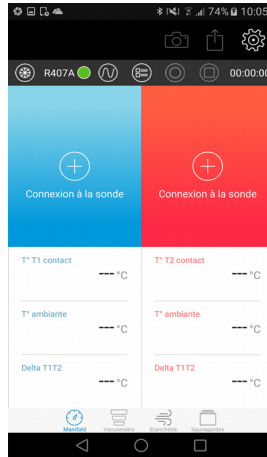 74% 10:05
R407A 00:00:00
Connexion à la sonde Connexion à la sonde
T° T1 contact T° T2 contact
--- °C --- °C
T° ambiante T° ambiante
--- °C --- °C
Delta T1T2 Delta T1T2
--- °C --- °C
Manifold Vacuomètre Etanchéité Sauvegardes